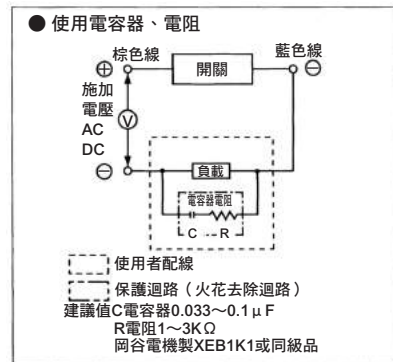 ● 使用電容器、電阻
棕色線
藍色線
⊕
開關
⊖
施加
電壓
AC
DC
V
⊖
負載
電容器電阻
C
R
使用者配線
保護迴路（火花去除迴路）
建議值C電容器0.033～0.1μF
R電阻1～3KΩ
岡谷電機製XEB1K1或同級品